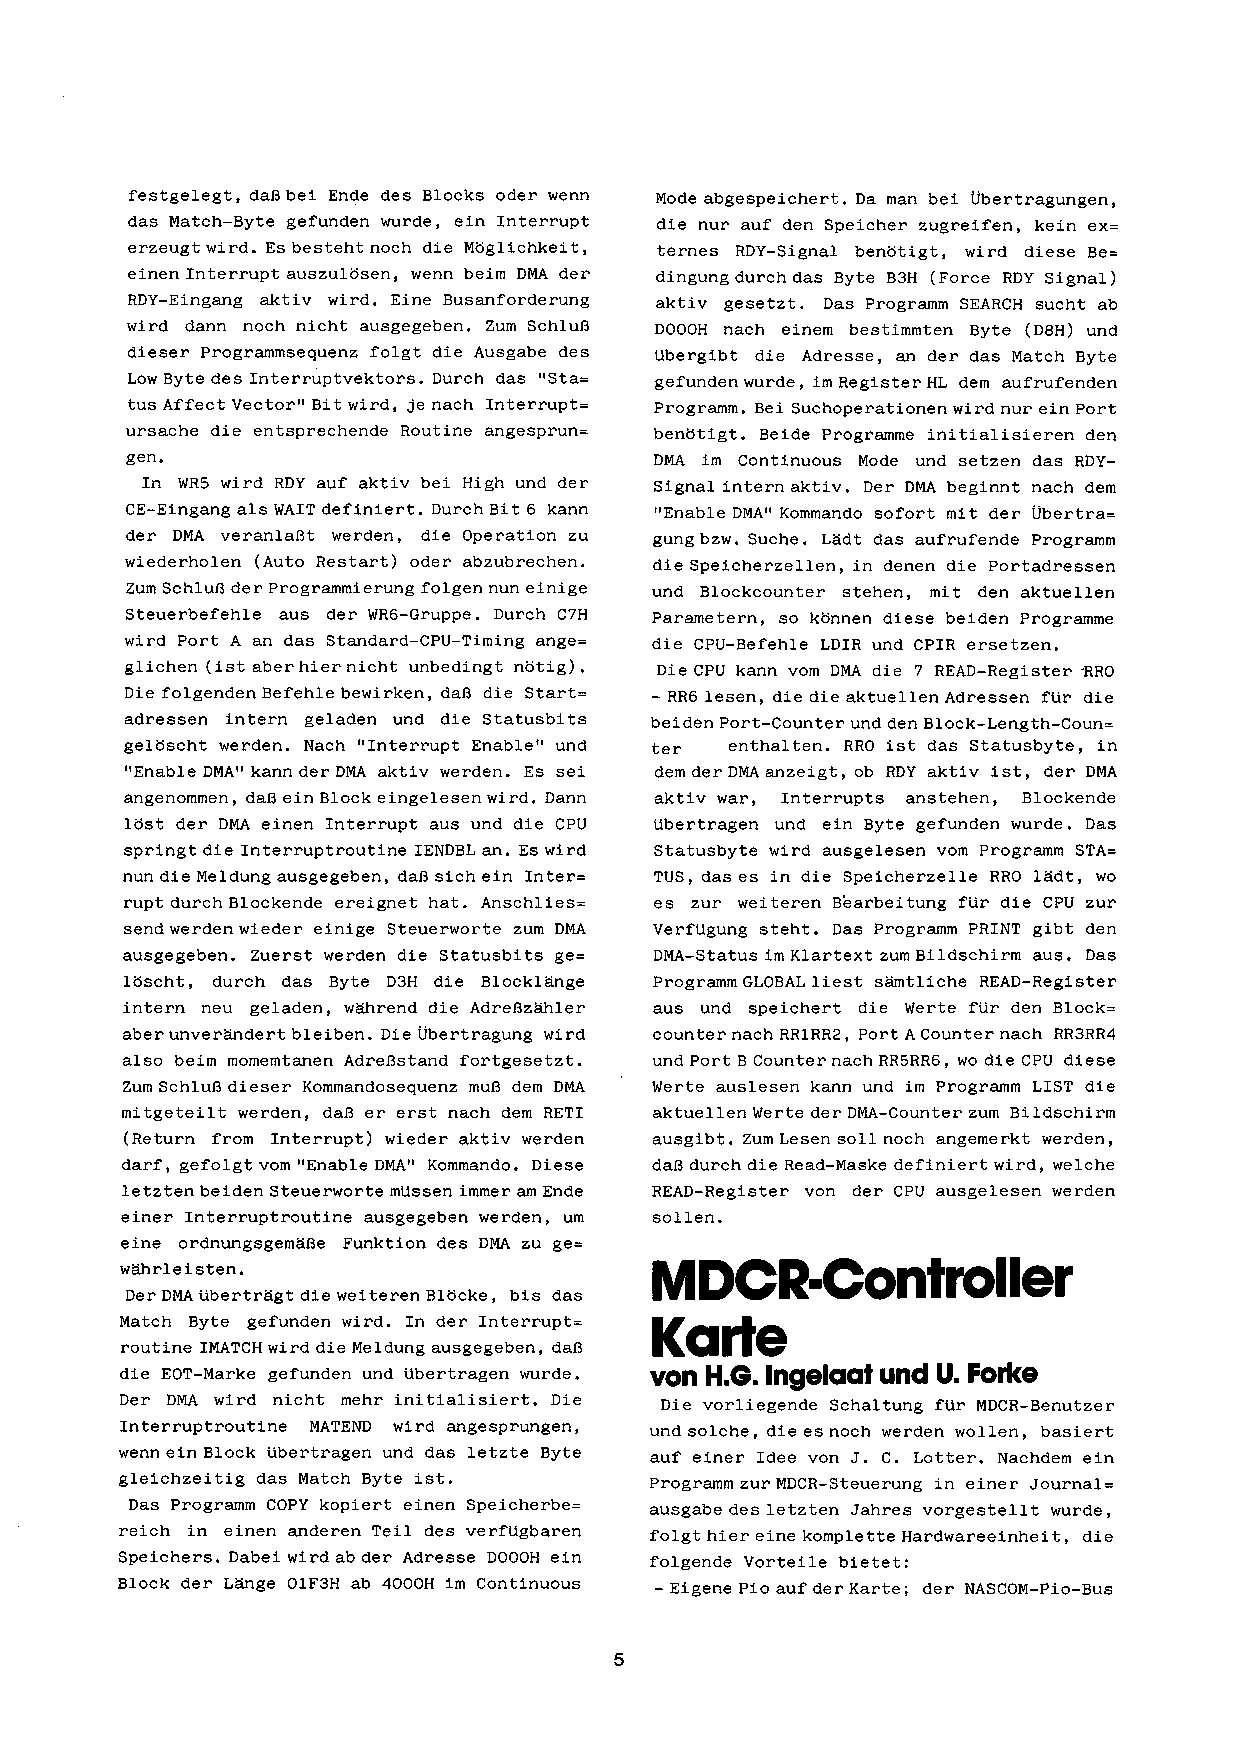 festgelegt, daß bei Ende des Blocks oder wenn
das Match-Byte gefunden wurde, ein Interrupt
erzeugt wird. Es besteht noch die Möglichkeit,
einen Interrupt auszulösen, wenn beim DMA der
RDY-Eingang aktiv wird. Eine Busanforderung
wird dann noch nicht ausgegeben. Zum Schluß
dieser Programmsequenz folgt die Ausgabe des
Low Byte des Interruptvektors. Durch das "Sta=
tus Affect Vector" Bit wird, je nach Interrupt=
ursache die entsprechende Routine angesprun=
gen.
In WR5 wird RDY auf aktiv bei High und der
CE-Eingang als WAIT definiert. Durch Bit 6 kann
der DMA veranlaßt werden, die Operation zu
wiederholen (Auto Restart) oder abzubrechen.
Zum Schluß der Programmierung folgen nun einige
Steuerbefehle aus der WR6-Gruppe. Durch C7H
wird Port A an das Standard-CPU-Timing ange=
glichen (ist aber hier nicht unbedingt nötig).
Die folgenden Befehle bewirken, daß die Start=
adressen intern geladen und die Statusbits
gelöscht werden. Nach "Interrupt Enable" und
"Enable DMA" kann der DMA aktiv werden. Es sei
angenommen, daß ein Block eingelesen wird. Dann
löst der DMA einen Interrupt aus und die CPU
springt die Interruptroutine IENDBL an. Es wird
nun die Meldung ausgegeben, daß sich ein Inter=
rupt durch Blockende ereignet hat. Anschlies=
send werden wieder einige Steuerworte zum DMA
ausgegeben. Zuerst werden die Statusbits ge=
löscht, durch das Byte D3H die Blocklänge
intern neu geladen, während die Adreßzähler
aber unverändert bleiben. Die Übertragung wird
also beim momemtanen Adreßstand fortgesetzt.
Zum Schluß dieser Kommandosequenz muß dem DMA
mitgeteilt werden, daß er erst nach dem RETI
(Return from Interrupt) wieder aktiv werden
darf, gefolgt vom "Enable DMA" Kommando. Diese
letzten beiden Steuerworte müssen immer am Ende
einer Interruptroutine ausgegeben werden, um
eine ordnungsgemäße Funktion des DMA zu ge=
währleisten.
Der DMA überträgt die weiteren Blöcke, bis das
Match Byte gefunden wird. In der Interrupt=
routine IMATCH wird die Meldung ausgegeben, daß
die EOT-Marke gefunden und übertragen wurde.
Der DMA wird nicht mehr initialisiert. Die
Interruptroutine MATEND wird angesprungen,
wenn ein Block übertragen und das letzte Byte
gleichzeitig das Match Byte ist.
Das Programm COPY kopiert einen Speicherbe=
reich in einen anderen Teil des verfügbaren
Speichers. Dabei wird ab der Adresse D000H ein
Block der Länge 01F3H ab 4000H im Continuous
Mode abgespeichert. Da man bei Übertragungen,
die nur auf den Speicher zugreifen, kein ex=
ternes RDY-Signal benötigt, wird diese Be=
dingung durch das Byte B3H (Force RDY Signal)
aktiv gesetzt. Das Programm SEARCH sucht ab
D000H nach einem bestimmten Byte (D8H) und
übergibt die Adresse, an der das Match Byte
gefunden wurde, im Register HL dem aufrufenden
Programm. Bei Suchoperationen wird nur ein Port
benötigt. Beide Programme initialisieren den
DMA im Continuous Mode und setzen das RDY-
Signal intern aktiv. Der DMA beginnt nach dem
"Enable DMA" Kommando sofort mit der Übertra=
gung bzw. Suche. Lädt das aufrufende Programm
die Speicherzellen, in denen die Portadressen
und Blockcounter stehen, mit den aktuellen
Parametern, so können diese beiden Programme
die CPU-Befehle LDIR und CPIR ersetzen.
Die CPU kann vom DMA die 7 READ-Register RR0
- RR6 lesen, die die aktuellen Adressen für die
beiden Port-Counter und den Block-Length-Coun=
ter enthalten. RR0 ist das Statusbyte, in
dem der DMA anzeigt, ob RDY aktiv ist, der DMA
aktiv war, Interrupts anstehen, Blockende
übertragen und ein Byte gefunden wurde. Das
Statusbyte wird ausgelesen vom Programm STA=
TUS, das es in die Speicherzelle RR0 lädt, wo
es zur weiteren Bearbeitung für die CPU zur
Verfügung steht. Das Programm PRINT gibt den
DMA-Status im Klartext zum Bildschirm aus. Das
Programm GLOBAL liest sämtliche READ-Register
aus und speichert die Werte für den Block=
counter nach RR1RR2, Port A Counter nach RR3RR4
und Port B Counter nach RR5RR6, wo die CPU diese
Werte auslesen kann und im Programm LIST die
aktuellen Werte der DMA-Counter zum Bildschirm
ausgibt. Zum Lesen soll noch angemerkt werden,
daß durch die Read-Maske definiert wird, welche
READ-Register von der CPU ausgelesen werden
sollen.
MDCR-Controller
Karte
von H.G. Ingelaat und U. Forke
Die vorliegende Schaltung für MDCR-Benutzer
und solche, die es noch werden wollen, basiert
auf einer Idee von J. C. Lotter. Nachdem ein
Programm zur MDCR-Steuerung in einer Journal=
ausgabe des letzten Jahres vorgestellt wurde,
folgt hier eine komplette Hardwareeinheit, die
folgende Vorteile bietet:
- Eigene Pio auf der Karte; der NASCOM-Pio-Bus
5